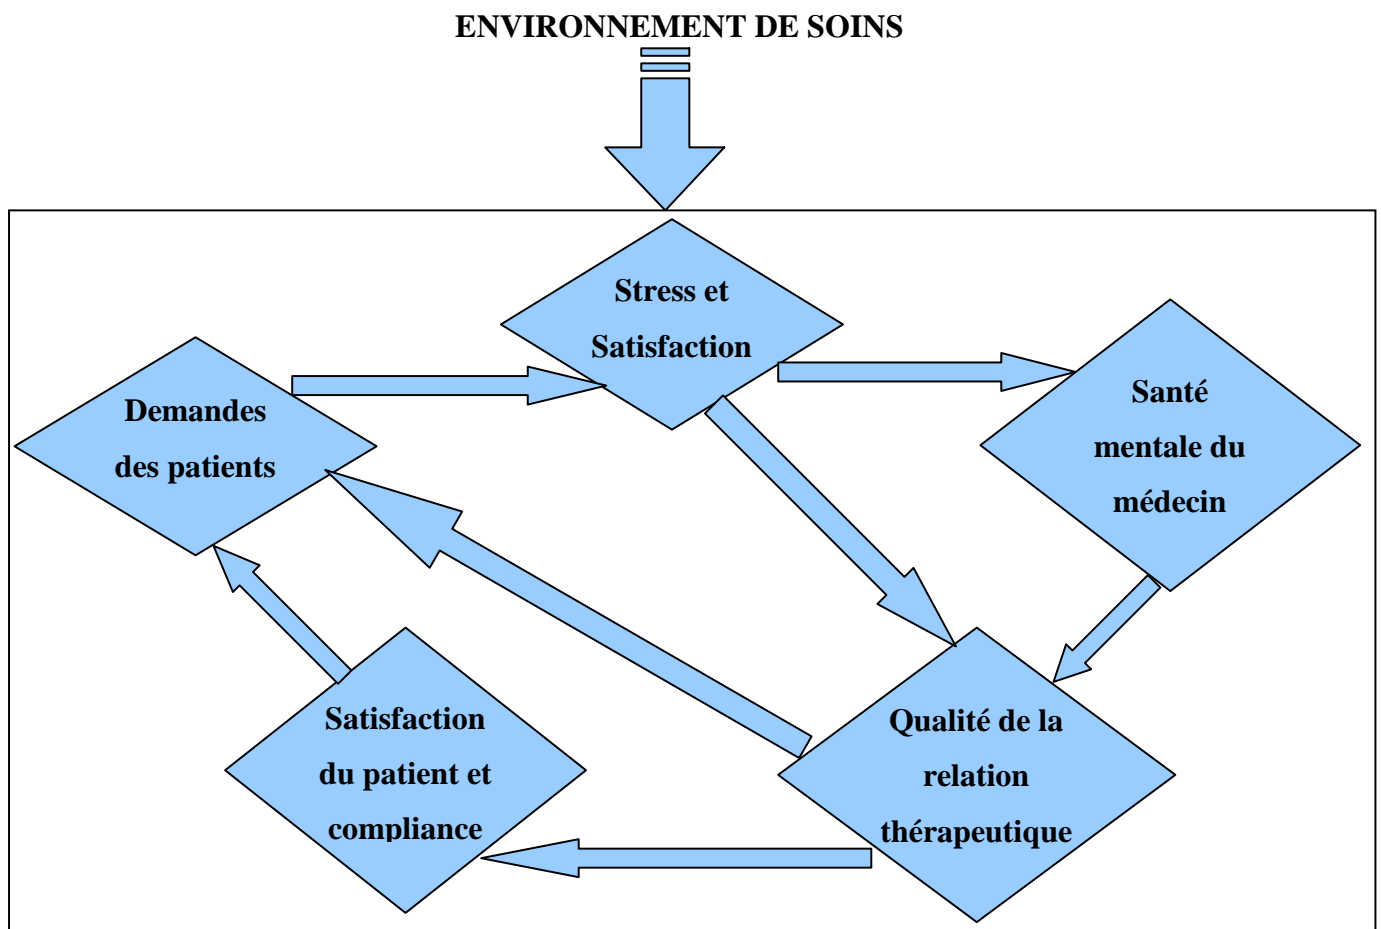 ENVIRONNEMENT DE SOINS
Stress et
Satisfaction
Demandes
des patients
Santé
mentale du
médecin
Satisfaction
du patient et
compliance
Qualité de la
relation
thérapeutique